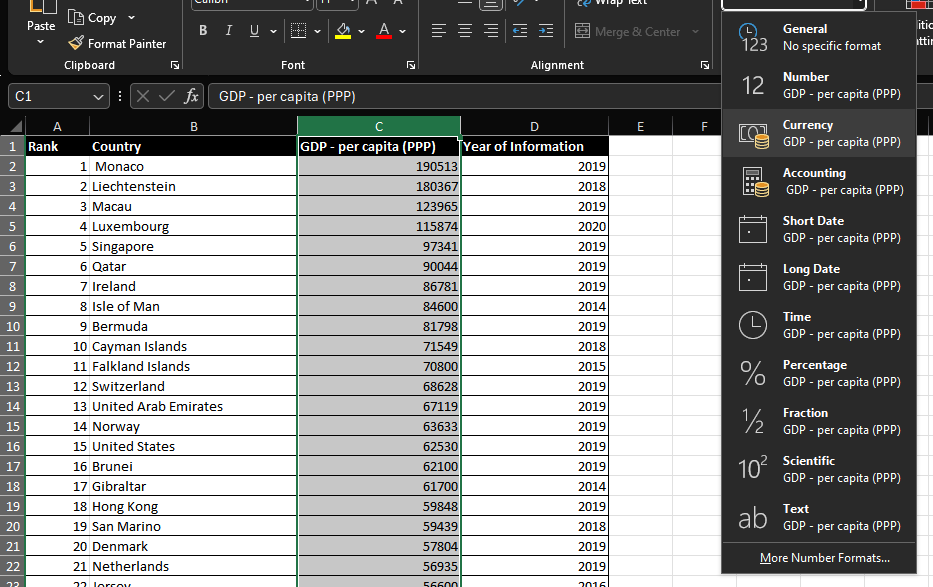 Paste
Copy
Format Painter
Clipboard
B I U
A
Font
Wrap Text
Merge & Center
Alignment
C1
fx
GDP - per capita (PPP)
A B C D E F
1 Rank Country GDP - per capita (PPP) Year of Information
2 1 Monaco 190513 2019
3 2 Liechtenstein 180367 2018
4 3 Macau 123965 2019
5 4 Luxembourg 115874 2020
6 5 Singapore 97341 2019
7 6 Qatar 90044 2019
8 7 Ireland 86781 2019
9 8 Isle of Man 84600 2014
10 9 Bermuda 81798 2019
11 10 Cayman Islands 71549 2018
12 11 Falkland Islands 70800 2015
13 12 Switzerland 68628 2019
14 13 United Arab Emirates 67119 2019
15 14 Norway 63633 2019
16 15 United States 62530 2019
17 16 Brunei 62100 2019
18 17 Gibraltar 61700 2014
19 18 Hong Kong 59848 2019
20 19 San Marino 59439 2018
21 20 Denmark 57804 2019
22 21 Netherlands 56935 2019
22 Jersey 56600 2016
123
General
No specific format
12
Number
GDP - per capita (PPP)
Currency
GDP - per capita (PPP)
Accounting
GDP - per capita (PPP)
Short Date
GDP - per capita (PPP)
Long Date
GDP - per capita (PPP)
Time
GDP - per capita (PPP)
%
Percentage
GDP - per capita (PPP)
1/2
Fraction
GDP - per capita (PPP)
10²
Scientific
GDP - per capita (PPP)
ab
Text
GDP - per capita (PPP)
More Number Formats...